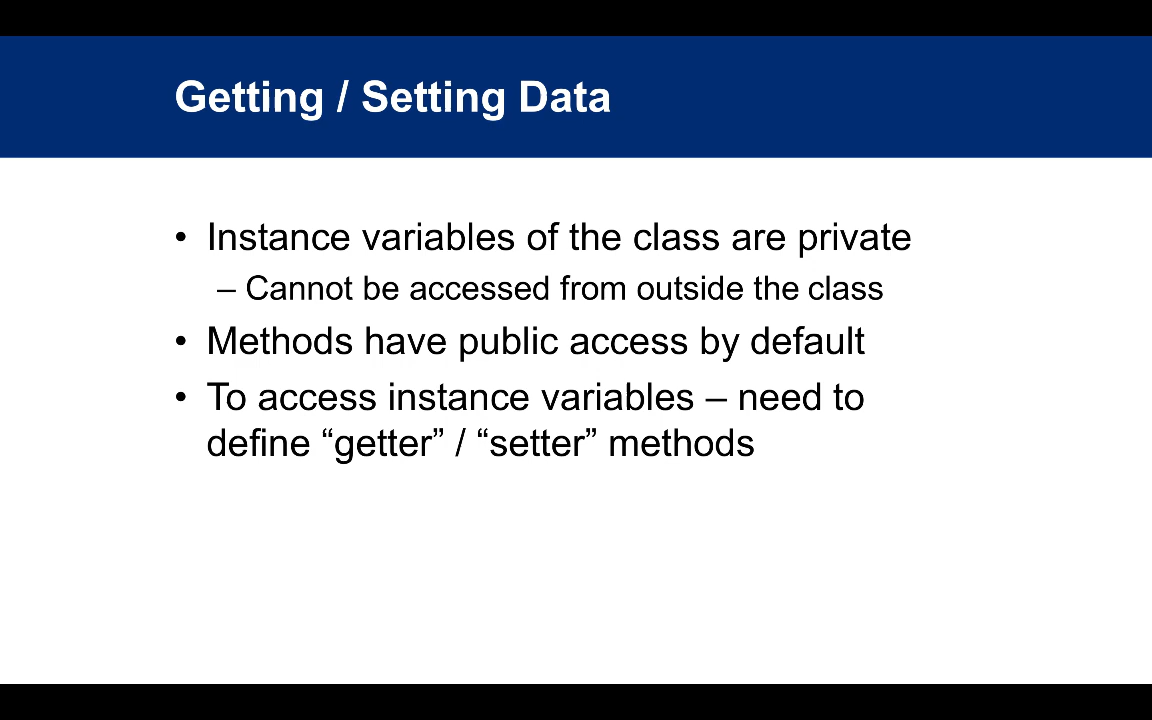 Getting / Setting Data
• Instance variables of the class are private
– Cannot be accessed from outside the class
• Methods have public access by default
• To access instance variables – need to
define “getter” / “setter” methods